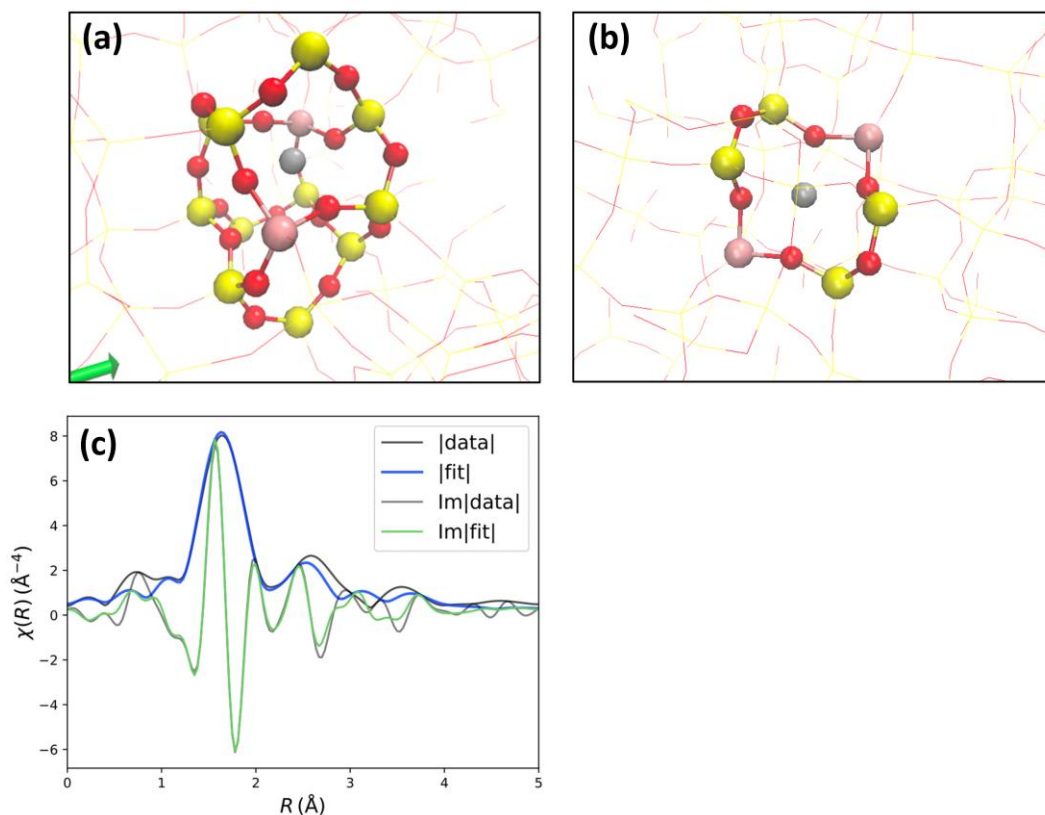 (a)
(b)
(c)
|data|
|fit|
Im|data|
Im|fit|
χ(R) (Å⁻⁴)
8
6
4
2
0
−2
−4
−6
0 1 2 3 4 5
R (Å)